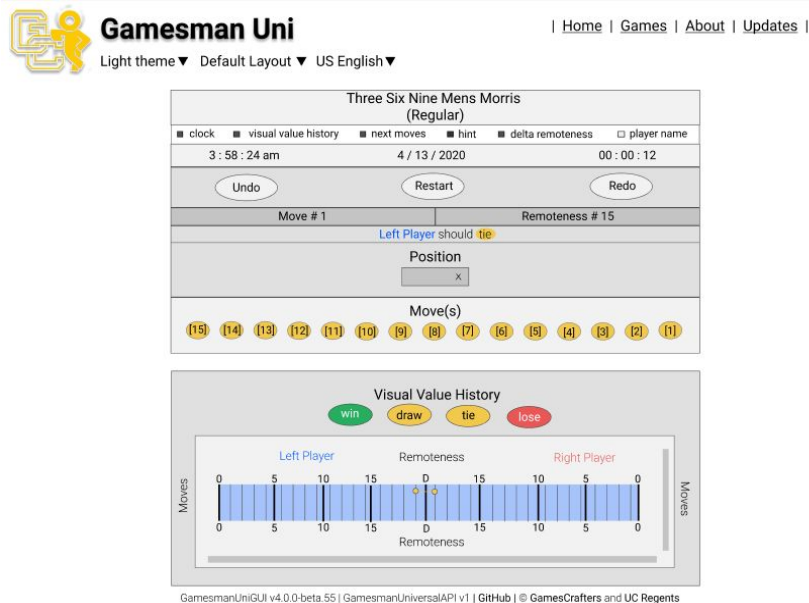 Gamesman Uni
| Home | Games | About | Updates |
Light theme ▼ Default Layout ▼ US English ▼
Three Six Nine Mens Morris
(Regular)
clock visual value history next moves hint delta remoteness player name
3 : 58 : 24 am 4 / 13 / 2020 00 : 00 : 12
Undo Restart Redo
Move # 1 Remoteness # 15
Left Player should tie
Position
x
Move(s)
[15] [14] [13] [12] [11] [10] [9] [8] [7] [6] [5] [4] [3] [2] [1]
Visual Value History
win draw tie lose
Left Player Remoteness Right Player
0 5 10 15 D 15 10 5 0
Moves Moves
0 5 10 15 D 15 10 5 0
Remoteness
GamesmanUniGUI v4.0.0-beta.55 | GamesmanUniversalAPI v1 | GitHub | © GamesCrafters and UC Regents